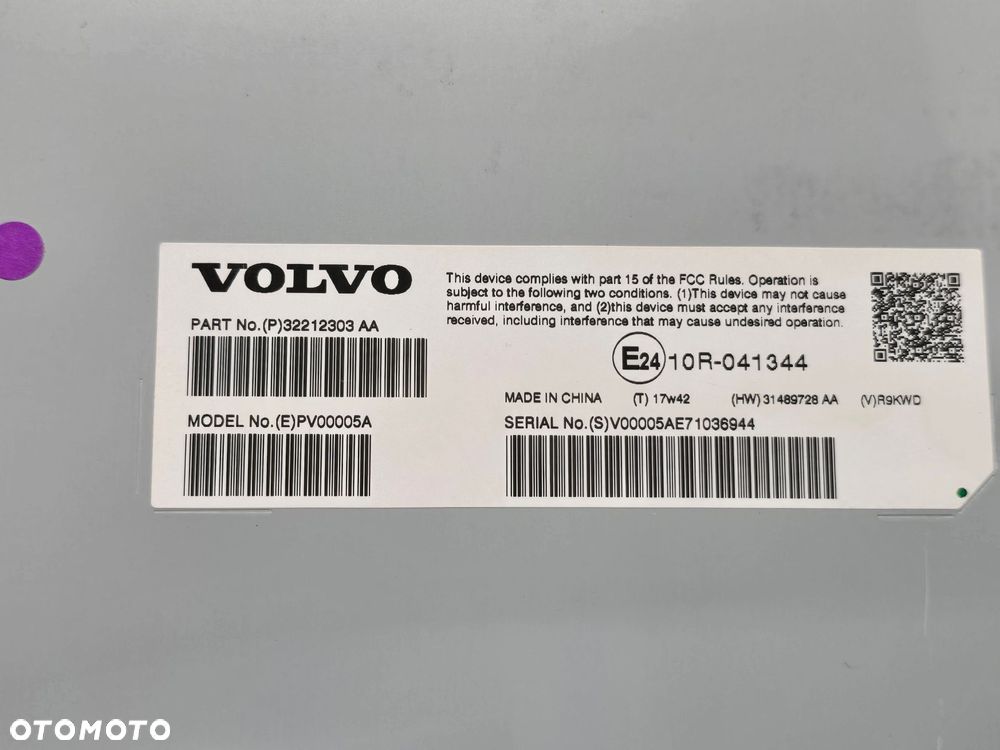 VOLVO
This device complies with part 15 of the FCC Rules. Operation is
subject to the following two conditions. (1)This device may not cause
harmful interference, and (2)this device must accept any interference
received, including interference that may cause undesired operation.
PART No.(P)32212303 AA
E24 10R-041344
MADE IN CHINA (T) 17w42 (HW) 31489728 AA (V)R9KWD
MODEL No.(E)PV00005A
SERIAL No.(S)V00005AE71036944
OTOMOTO